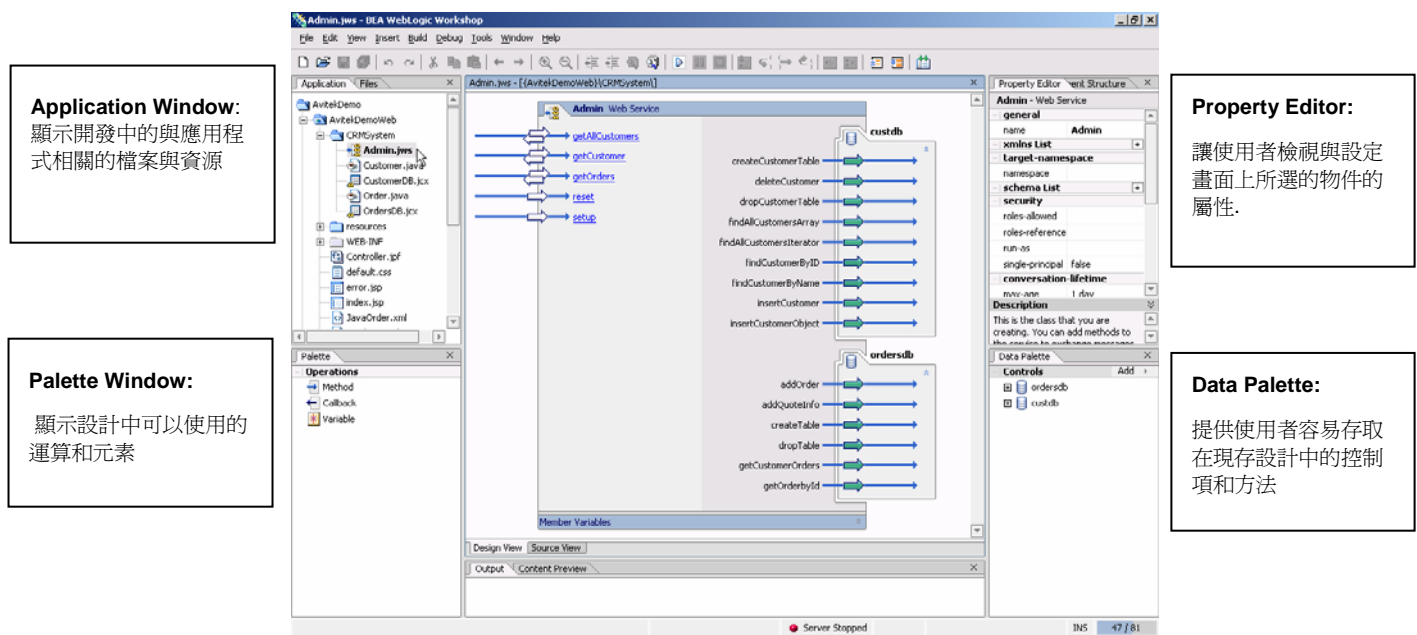 Application Window:
顯示開發中的與應用程
式相關的檔案與資源
Palette Window:
顯示設計中可以使用的
運算和元素
Admin.jws - BEA WebLogic Workshop
File Edit View Insert Build Debug Tools Window Help
Application Files
AvitekDemo
AvitekDemoWeb
CRMSystem
Admin.jws
Customer.java
CustomerDB.jcx
Order.java
OrdersDB.jcx
resources
WEB-INF
Controller.jpf
default.css
error.jsp
index.jsp
JavaOrder.xml
Palette
Operations
Method
Callback
Variable
Admin.jws - [{AvitekDemoWeb}\CRMSystem\]
Admin Web Service
getAllCustomers
getCustomer
getOrders
reset
setup
custdb
createCustomerTable
deleteCustomer
dropCustomerTable
findAllCustomersArray
findAllCustomersIterator
findCustomerByID
findCustomerByName
insertCustomer
insertCustomerObject
ordersdb
addOrder
addQuoteInfo
createTable
dropTable
getCustomerOrders
getOrderbyId
Member Variables
Design View Source View
Output Content Preview
Property Editor ent Structure
Admin - Web Service
general
name Admin
xmlns List
target-namespace
namespace
schema List
security
roles-allowed
roles-reference
run-as
single-principal false
conversation-lifetime
max-age 1 day
Description
This is the class that you are
creating. You can add methods to
the service to exchange messages
Data Palette
Controls Add
ordersdb
custdb
Server Stopped
INS 47 / 81
Property Editor:
讓使用者檢視與設定
畫面上所選的物件的
屬性.
Data Palette:
提供使用者容易存取
在現存設計中的控制
項和方法